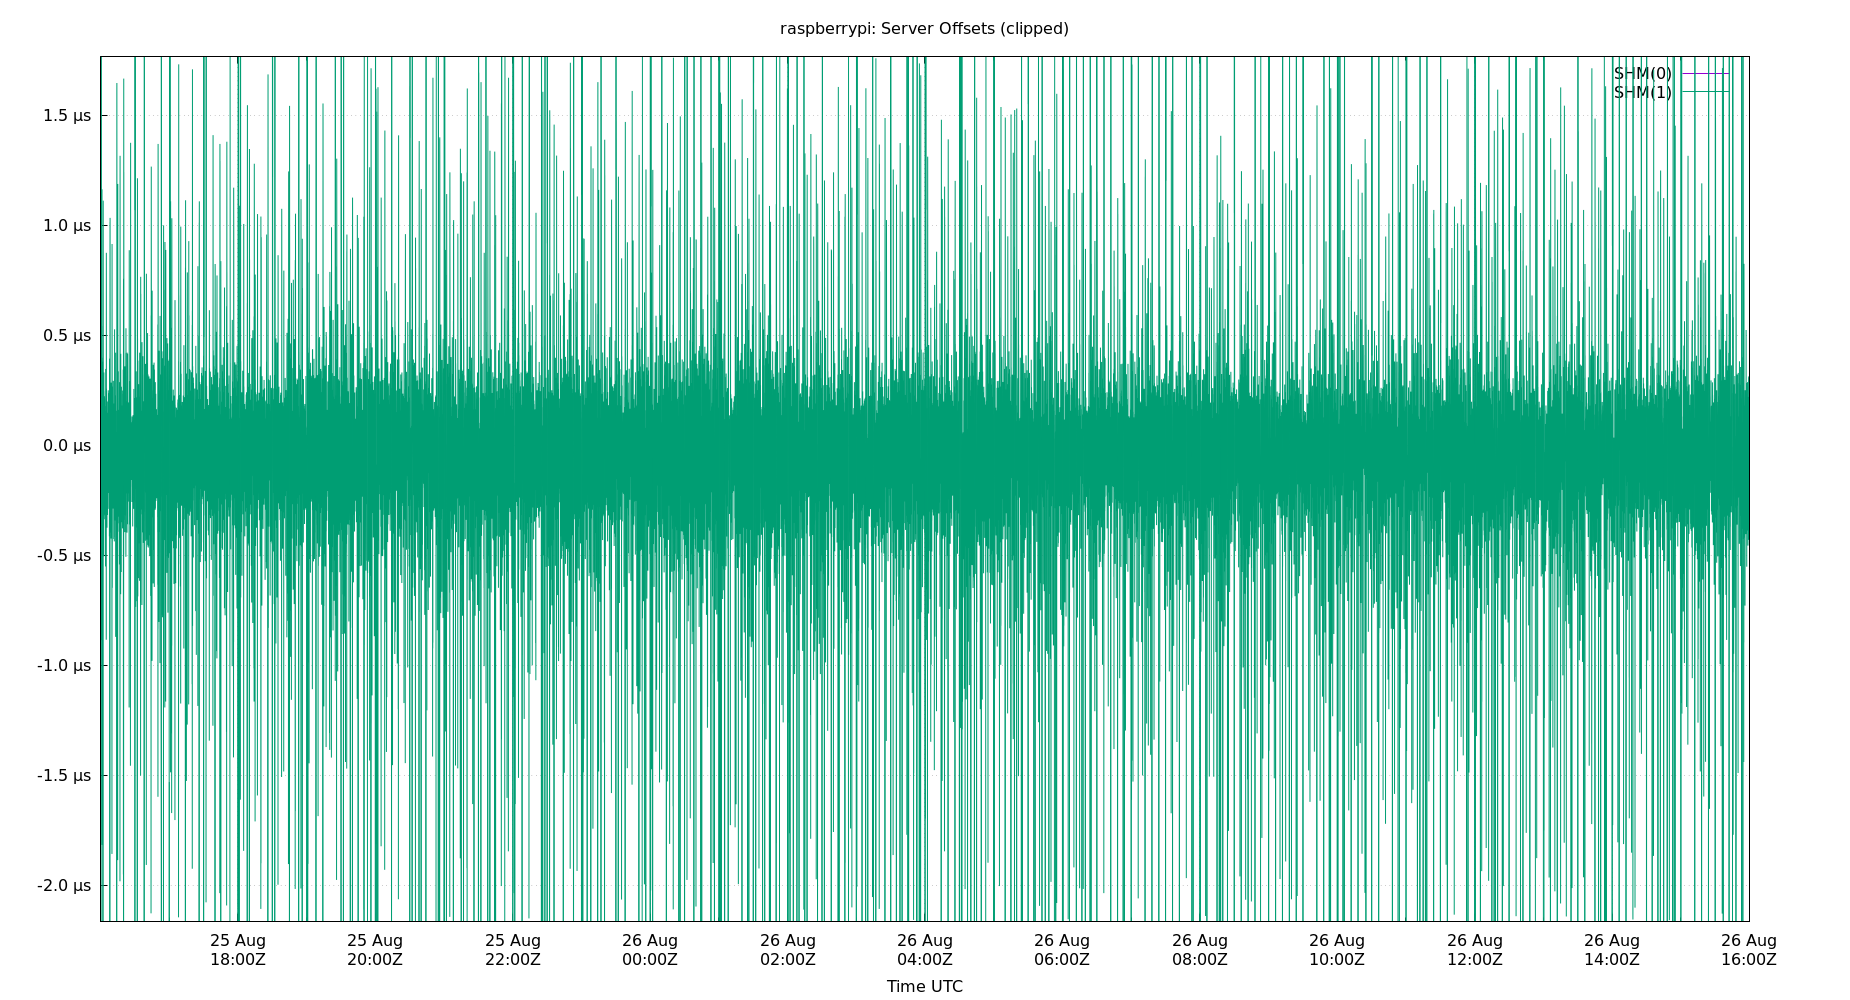 raspberrypi: Server Offsets (clipped)
SHM(0)
SHM(1)
1.5 µs
1.0 µs
0.5 µs
0.0 µs
-0.5 µs
-1.0 µs
-1.5 µs
-2.0 µs
25 Aug 25 Aug 25 Aug 26 Aug 26 Aug 26 Aug 26 Aug 26 Aug 26 Aug 26 Aug 26 Aug 26 Aug
18:00Z 20:00Z 22:00Z 00:00Z 02:00Z 04:00Z 06:00Z 08:00Z 10:00Z 12:00Z 14:00Z 16:00Z
Time UTC